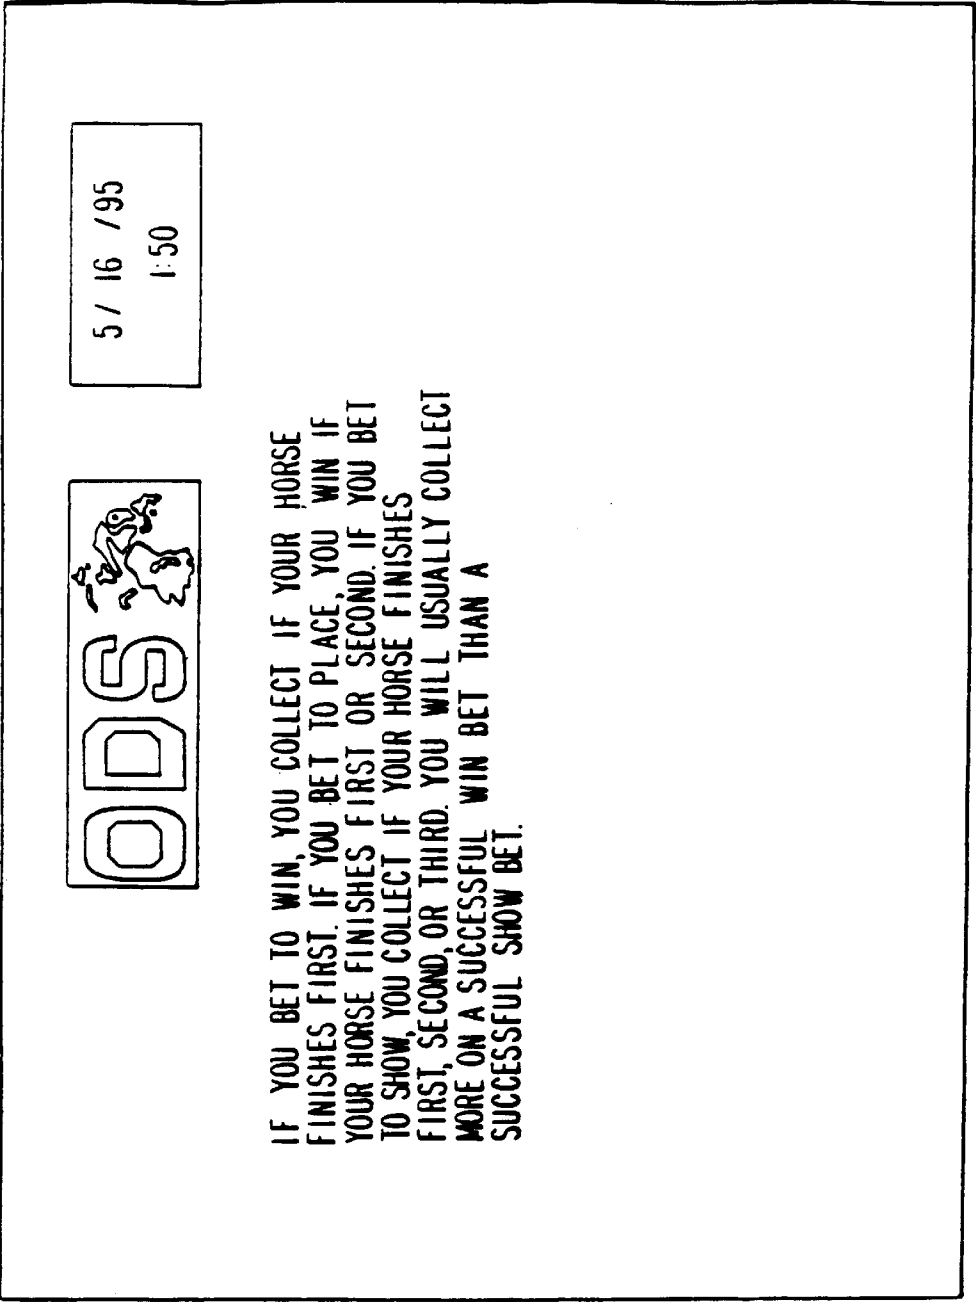 ODS
5/ 16 /95
1:50
IF YOU BET TO WIN, YOU COLLECT IF YOUR HORSE
FINISHES FIRST. IF YOU BET TO PLACE, YOU WIN IF
YOUR HORSE FINISHES FIRST OR SECOND. IF YOU BET
TO SHOW, YOU COLLECT IF YOUR HORSE FINISHES
FIRST, SECOND, OR THIRD. YOU WILL USUALLY COLLECT
MORE ON A SUCCESSFUL WIN BET THAN A
SUCCESSFUL SHOW BET.